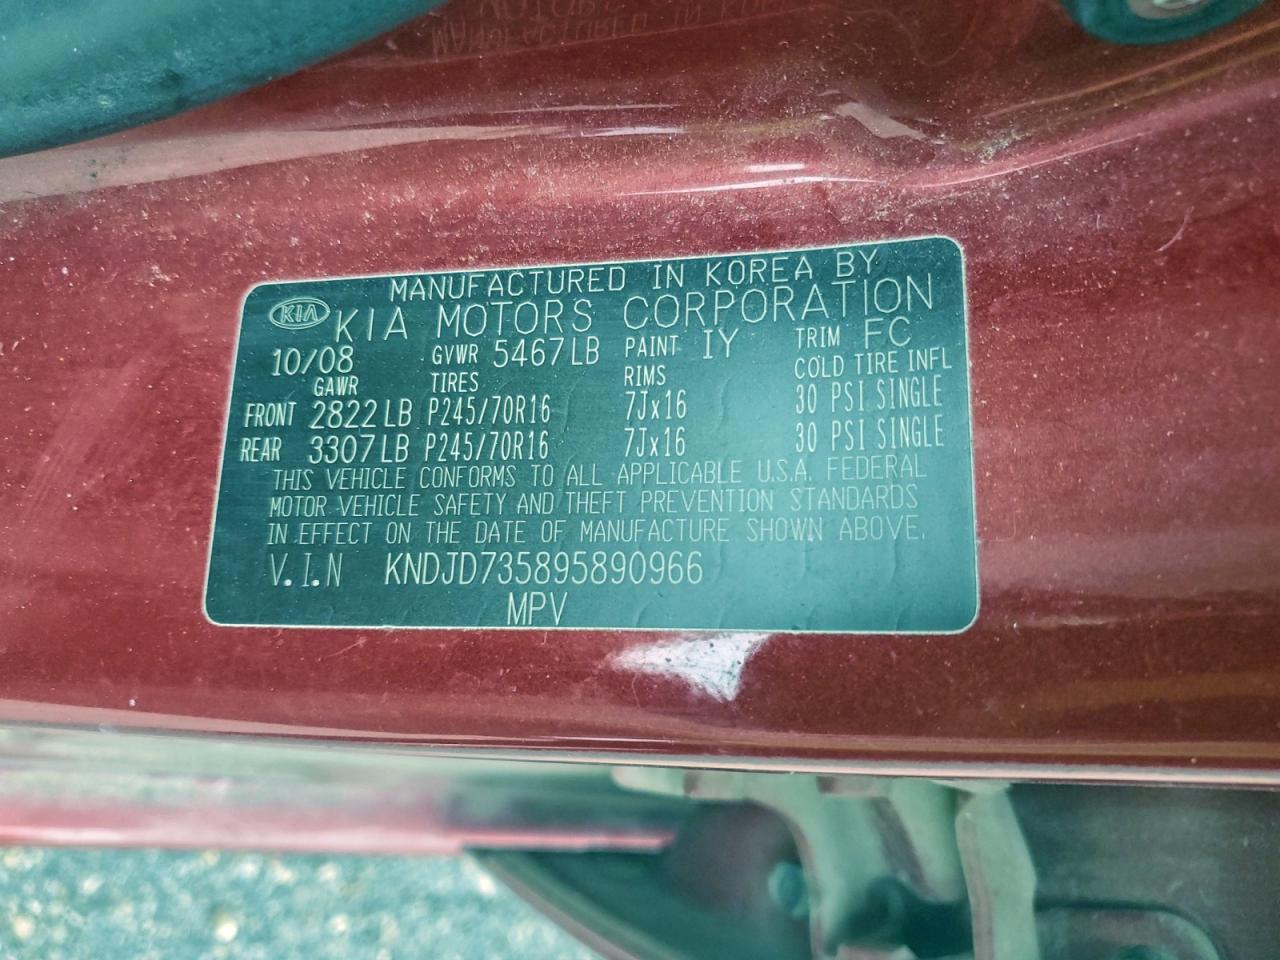 MANUFACTURED IN KOREA BY
KIA KIA MOTORS CORPORATION
10/08 GVWR 5467LB PAINT IY TRIM FC
GAWR TIRES RIMS COLD TIRE INFL
FRONT 2822LB P245/70R16 7Jx16 30 PSI SINGLE
REAR 3307LB P245/70R16 7Jx16 30 PSI SINGLE
THIS VEHICLE CONFORMS TO ALL APPLICABLE U.S.A. FEDERAL
MOTOR VEHICLE SAFETY AND THEFT PREVENTION STANDARDS
IN EFFECT ON THE DATE OF MANUFACTURE SHOWN ABOVE.
V.I.N KNDJD735895890966
MPV